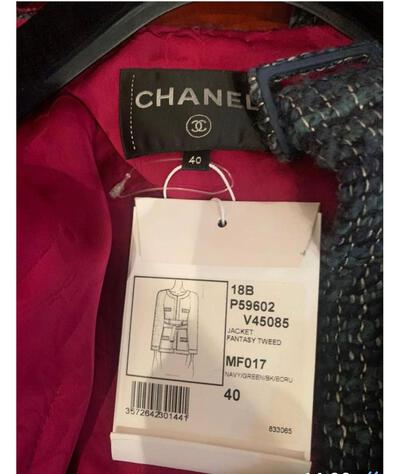 CHANEL
40
18B
P59602
V45085
JACKET
FANTASY TWEED
MF017
NAVY/GREEN/BK/ECRU
40
3572642301441
833065